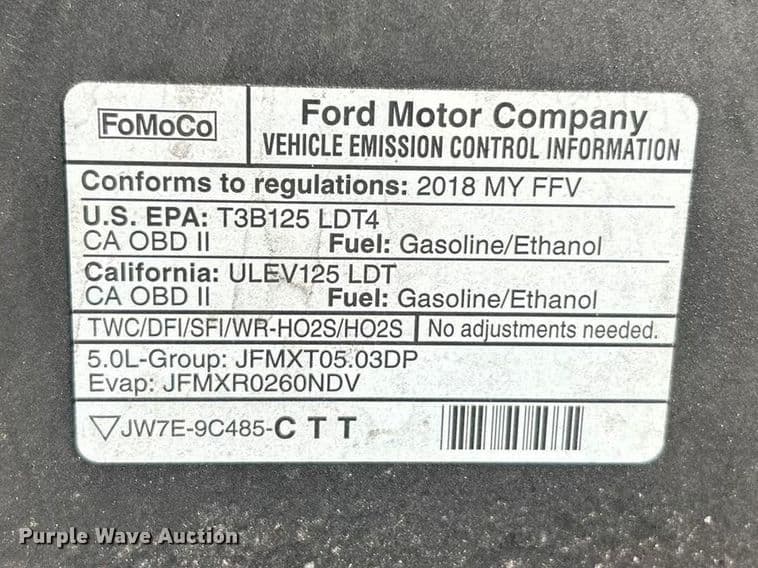 FoMoCo
Ford Motor Company
VEHICLE EMISSION CONTROL INFORMATION
Conforms to regulations: 2018 MY FFV
U.S. EPA: T3B125 LDT4
CA OBD II Fuel: Gasoline/Ethanol
California: ULEV125 LDT
CA OBD II Fuel: Gasoline/Ethanol
TWC/DFI/SFI/WR-HO2S/HO2S No adjustments needed.
5.0L-Group: JFMXT05.03DP
Evap: JFMXR0260NDV
JW7E-9C485-C T T
Purple Wave Auction